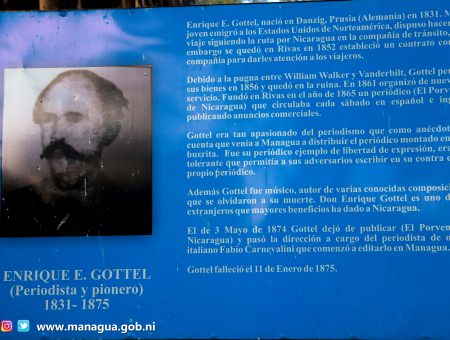 Enrique E. Gottel, nació en Danzig, Prusia (Alemania) en 1831. M
joven emigró a los Estados Unidos de Norteamérica, dispuso hacer
viaje siguiendo la ruta por Nicaragua en la compañía de tránsito,
embargo se quedó en Rivas en 1852 estableció un contrato con
compañía para darles atención a los viajeros.
Debido a la pugna entre William Walker y Vanderbilt, Gottel per
sus bienes en 1856 y quedó en la ruina. En 1861 organizó de nuev
servicio. Fundó en Rivas en el año de 1865 un periódico (El Porv
de Nicaragua) que circulaba cada sábado en español e in
publicando anuncios comerciales.
Gottel era tan apasionado del periodismo que como anécdot
cuenta que venía a Managua a distribuir el periódico montado en
burrita. Fue su periódico ejemplo de libertad de expresión, era
tolerante que permitía a sus adversarios escribir en su contra e
propio periódico.
Además Gottel fue músico, autor de varias conocidas composici
que se olvidaron a su muerte. Don Enrique Gottel es uno d
extranjeros que mayores beneficios ha dado a Nicaragua.
El de 3 Mayo de 1874 Gottel dejó de publicar (El Porven
Nicaragua) y pasó la dirección a cargo del periodista de o
italiano Fabio Carnevalini que comenzó a editarlo en Managua.
Gottel falleció el 11 de Enero de 1875.
ENRIQUE E. GOTTEL
(Periodista y pionero)
1831- 1875
www.managua.gob.ni